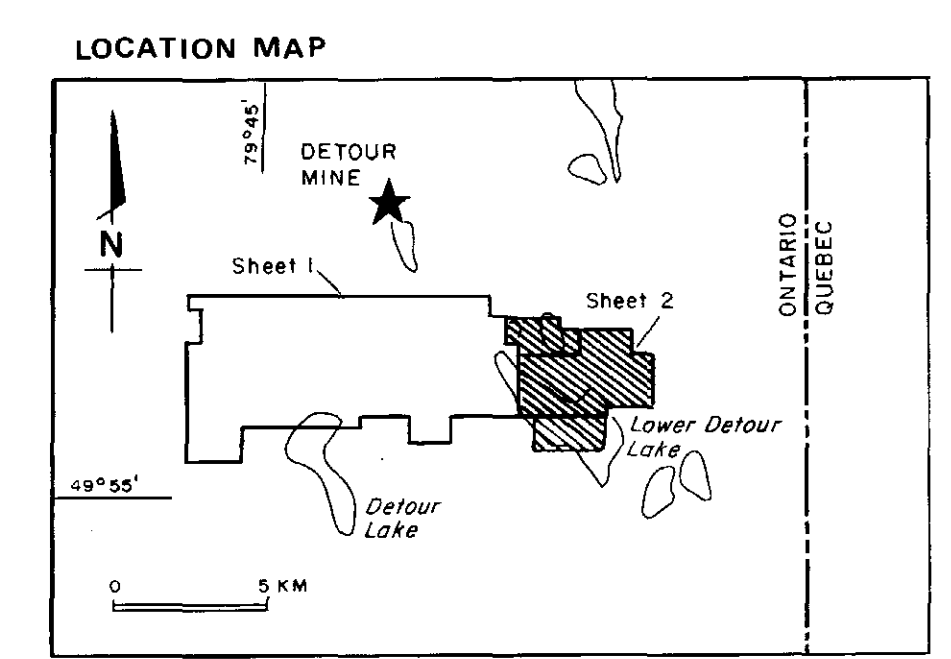 LOCATION MAP
79°45'
DETOUR
MINE
N
Sheet 1
Sheet 2
ONTARIO
QUEBEC
Lower Detour
Lake
49°55'
Detour
Lake
0 5 KM